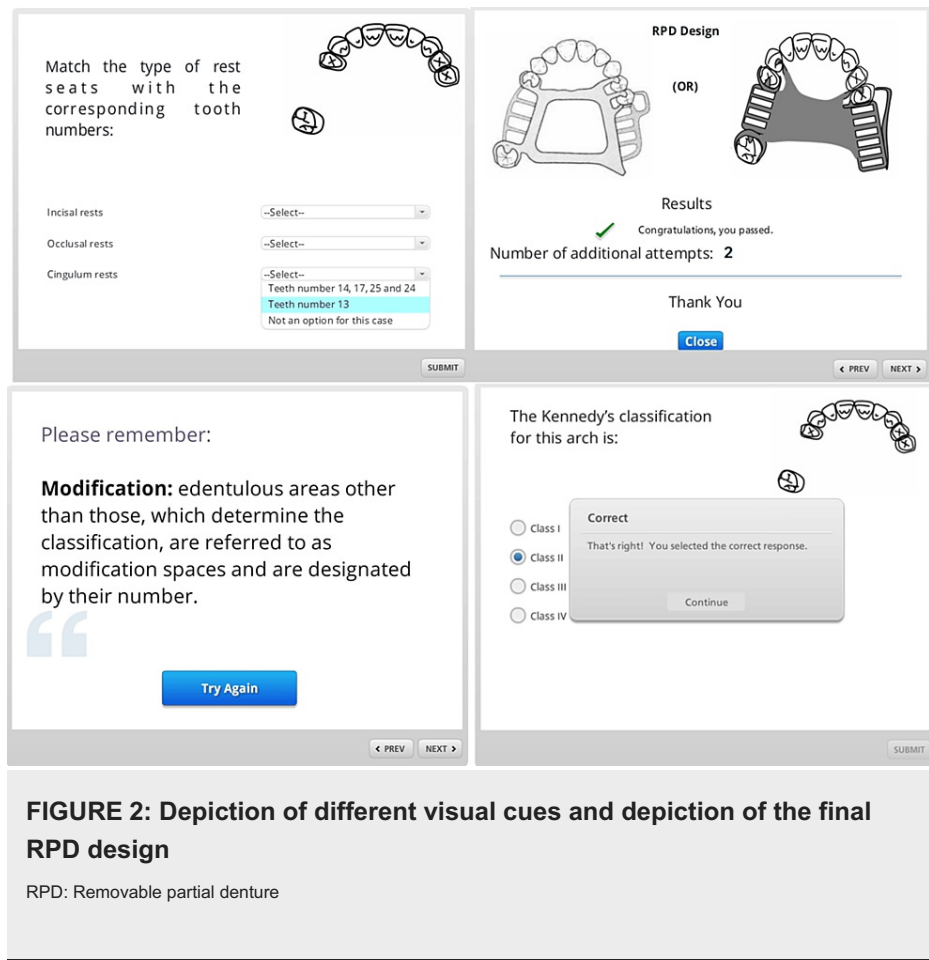 Match the type of rest
seats with the
corresponding tooth
numbers:
Incisal rests
--Select--
Occlusal rests
--Select--
Cingulum rests
--Select--
Teeth number 14, 17, 25 and 24
Teeth number 13
Not an option for this case
SUBMIT
RPD Design
(OR)
Results
Congratulations, you passed.
Number of additional attempts: 2
Thank You
Close
PREV
NEXT
Please remember:
Modification: edentulous areas other
than those, which determine the
classification, are referred to as
modification spaces and are designated
by their number.
Try Again
PREV
NEXT
The Kennedy's classification
for this arch is:
Class I
Class II
Class III
Class IV
Correct
That's right! You selected the correct response.
Continue
SUBMIT
FIGURE 2: Depiction of different visual cues and depiction of the final
RPD design
RPD: Removable partial denture